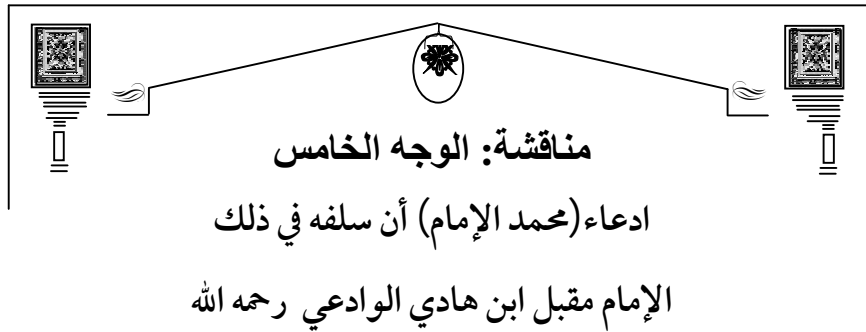 مناقشة: الوجه الخامس
ادعاء(محمد الإمام) أن سلفه في ذلك
الإمام مقبل ابن هادي الوادعي رحمه الله